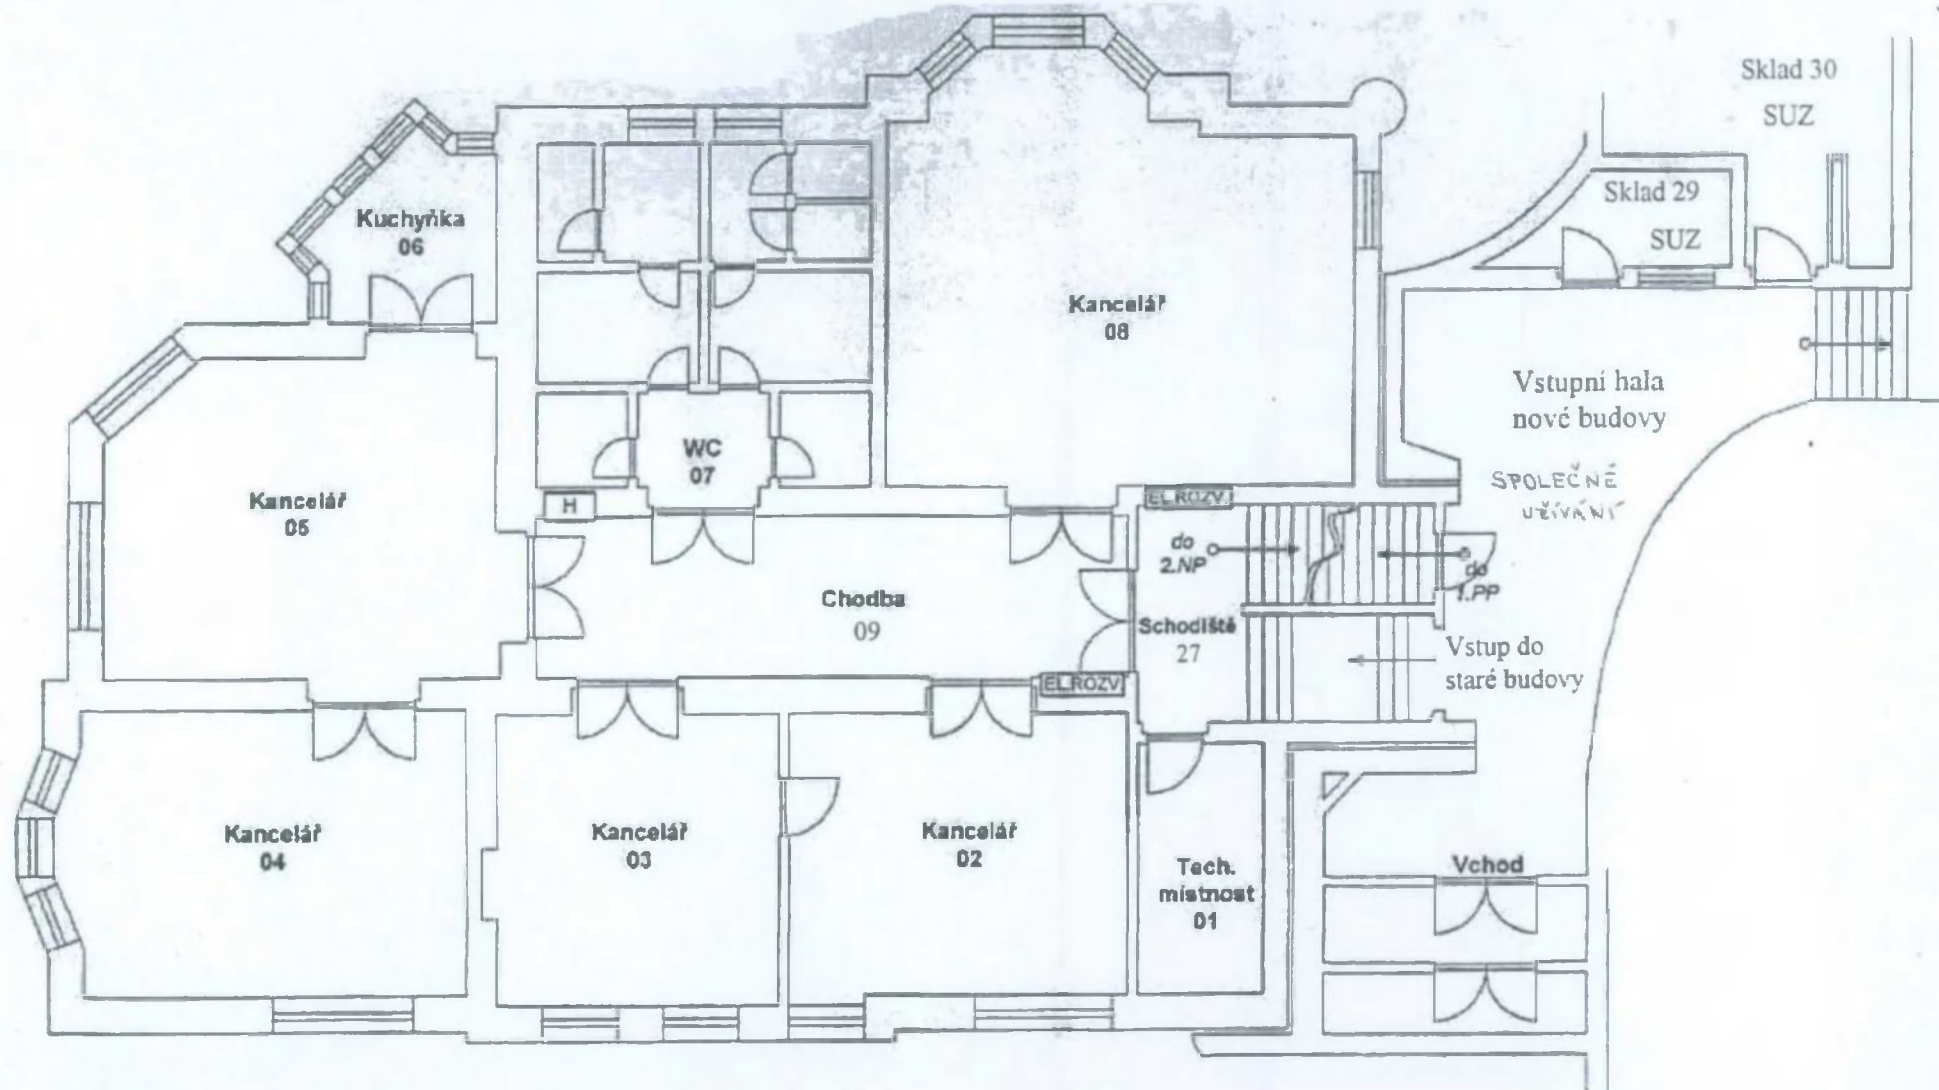 Sklad 30
SUZ
Sklad 29
SUZ
Kuchyňka
06
Kancelář
08
Vstupní hala
nové budovy
SPOLEČNÉ
UŽÍVÁNÍ
WC
07
Kancelář
05
H
EL.ROZV.
do
2.NP
do
1.PP
Chodba
09
Schodiště
27
Vstup do
staré budovy
EL.ROZV
Kancelář
04
Kancelář
03
Kancelář
02
Tech.
místnost
01
Vchod